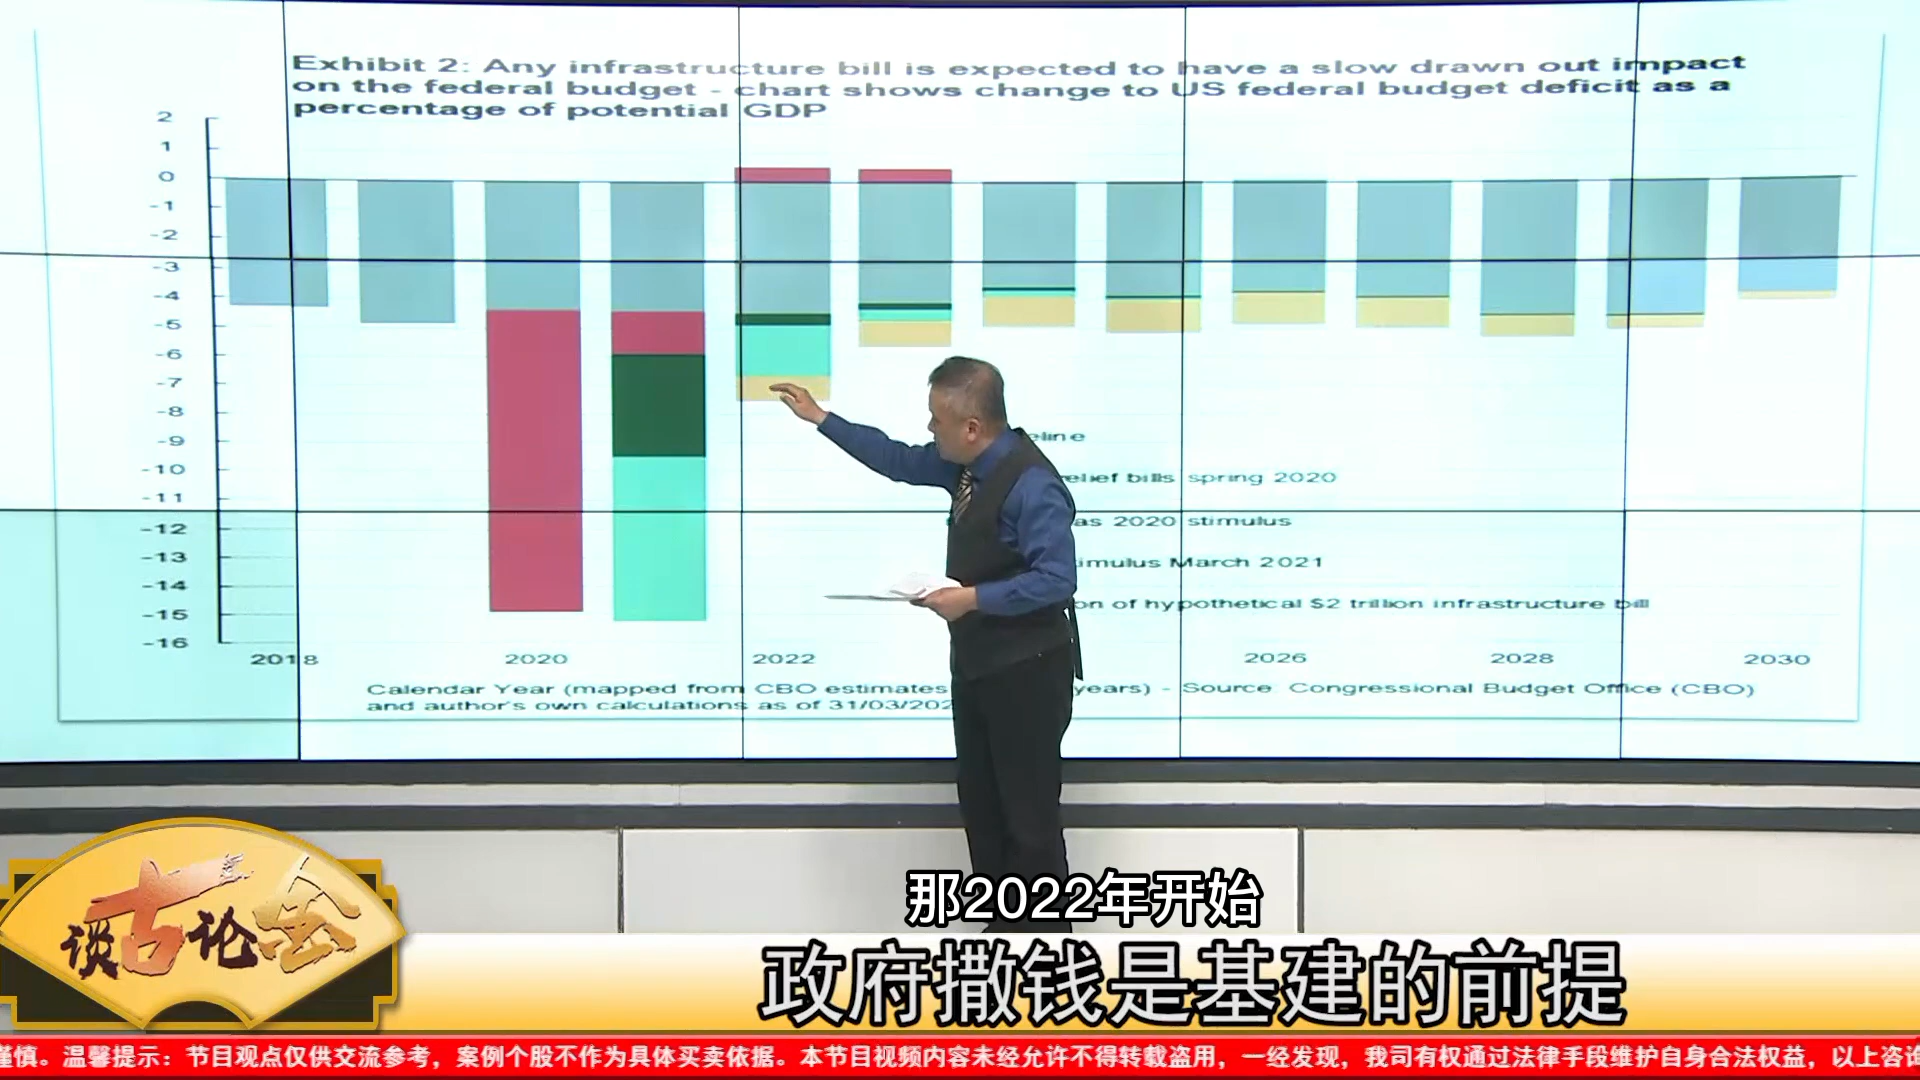 Exhibit 2: Any infrastructure bill is expected to have a slow drawn out impact
on the federal budget - chart shows change to US federal budget deficit as a
percentage of potential GDP
2
1
0
-1
-2
-3
-4
-5
-6
-7
-8
-9
-10
-11
-12
-13
-14
-15
-16
eline
relief bills spring 2020
as 2020 stimulus
imulus March 2021
on of hypothetical $2 trillion infrastructure bill
2018 2020 2022 2026 2028 2030
Calendar Year (mapped from CBO estimates years) - Source: Congressional Budget Office (CBO)
and author's own calculations as of 31/03/202
那2022年开始
谈古论金
政府撒钱是基建的前提
谨慎。温馨提示：节目观点仅供交流参考，案例个股不作为具体买卖依据。本节目视频内容未经允许不得转载盗用，一经发现，我司有权通过法律手段维护自身合法权益，以上咨询